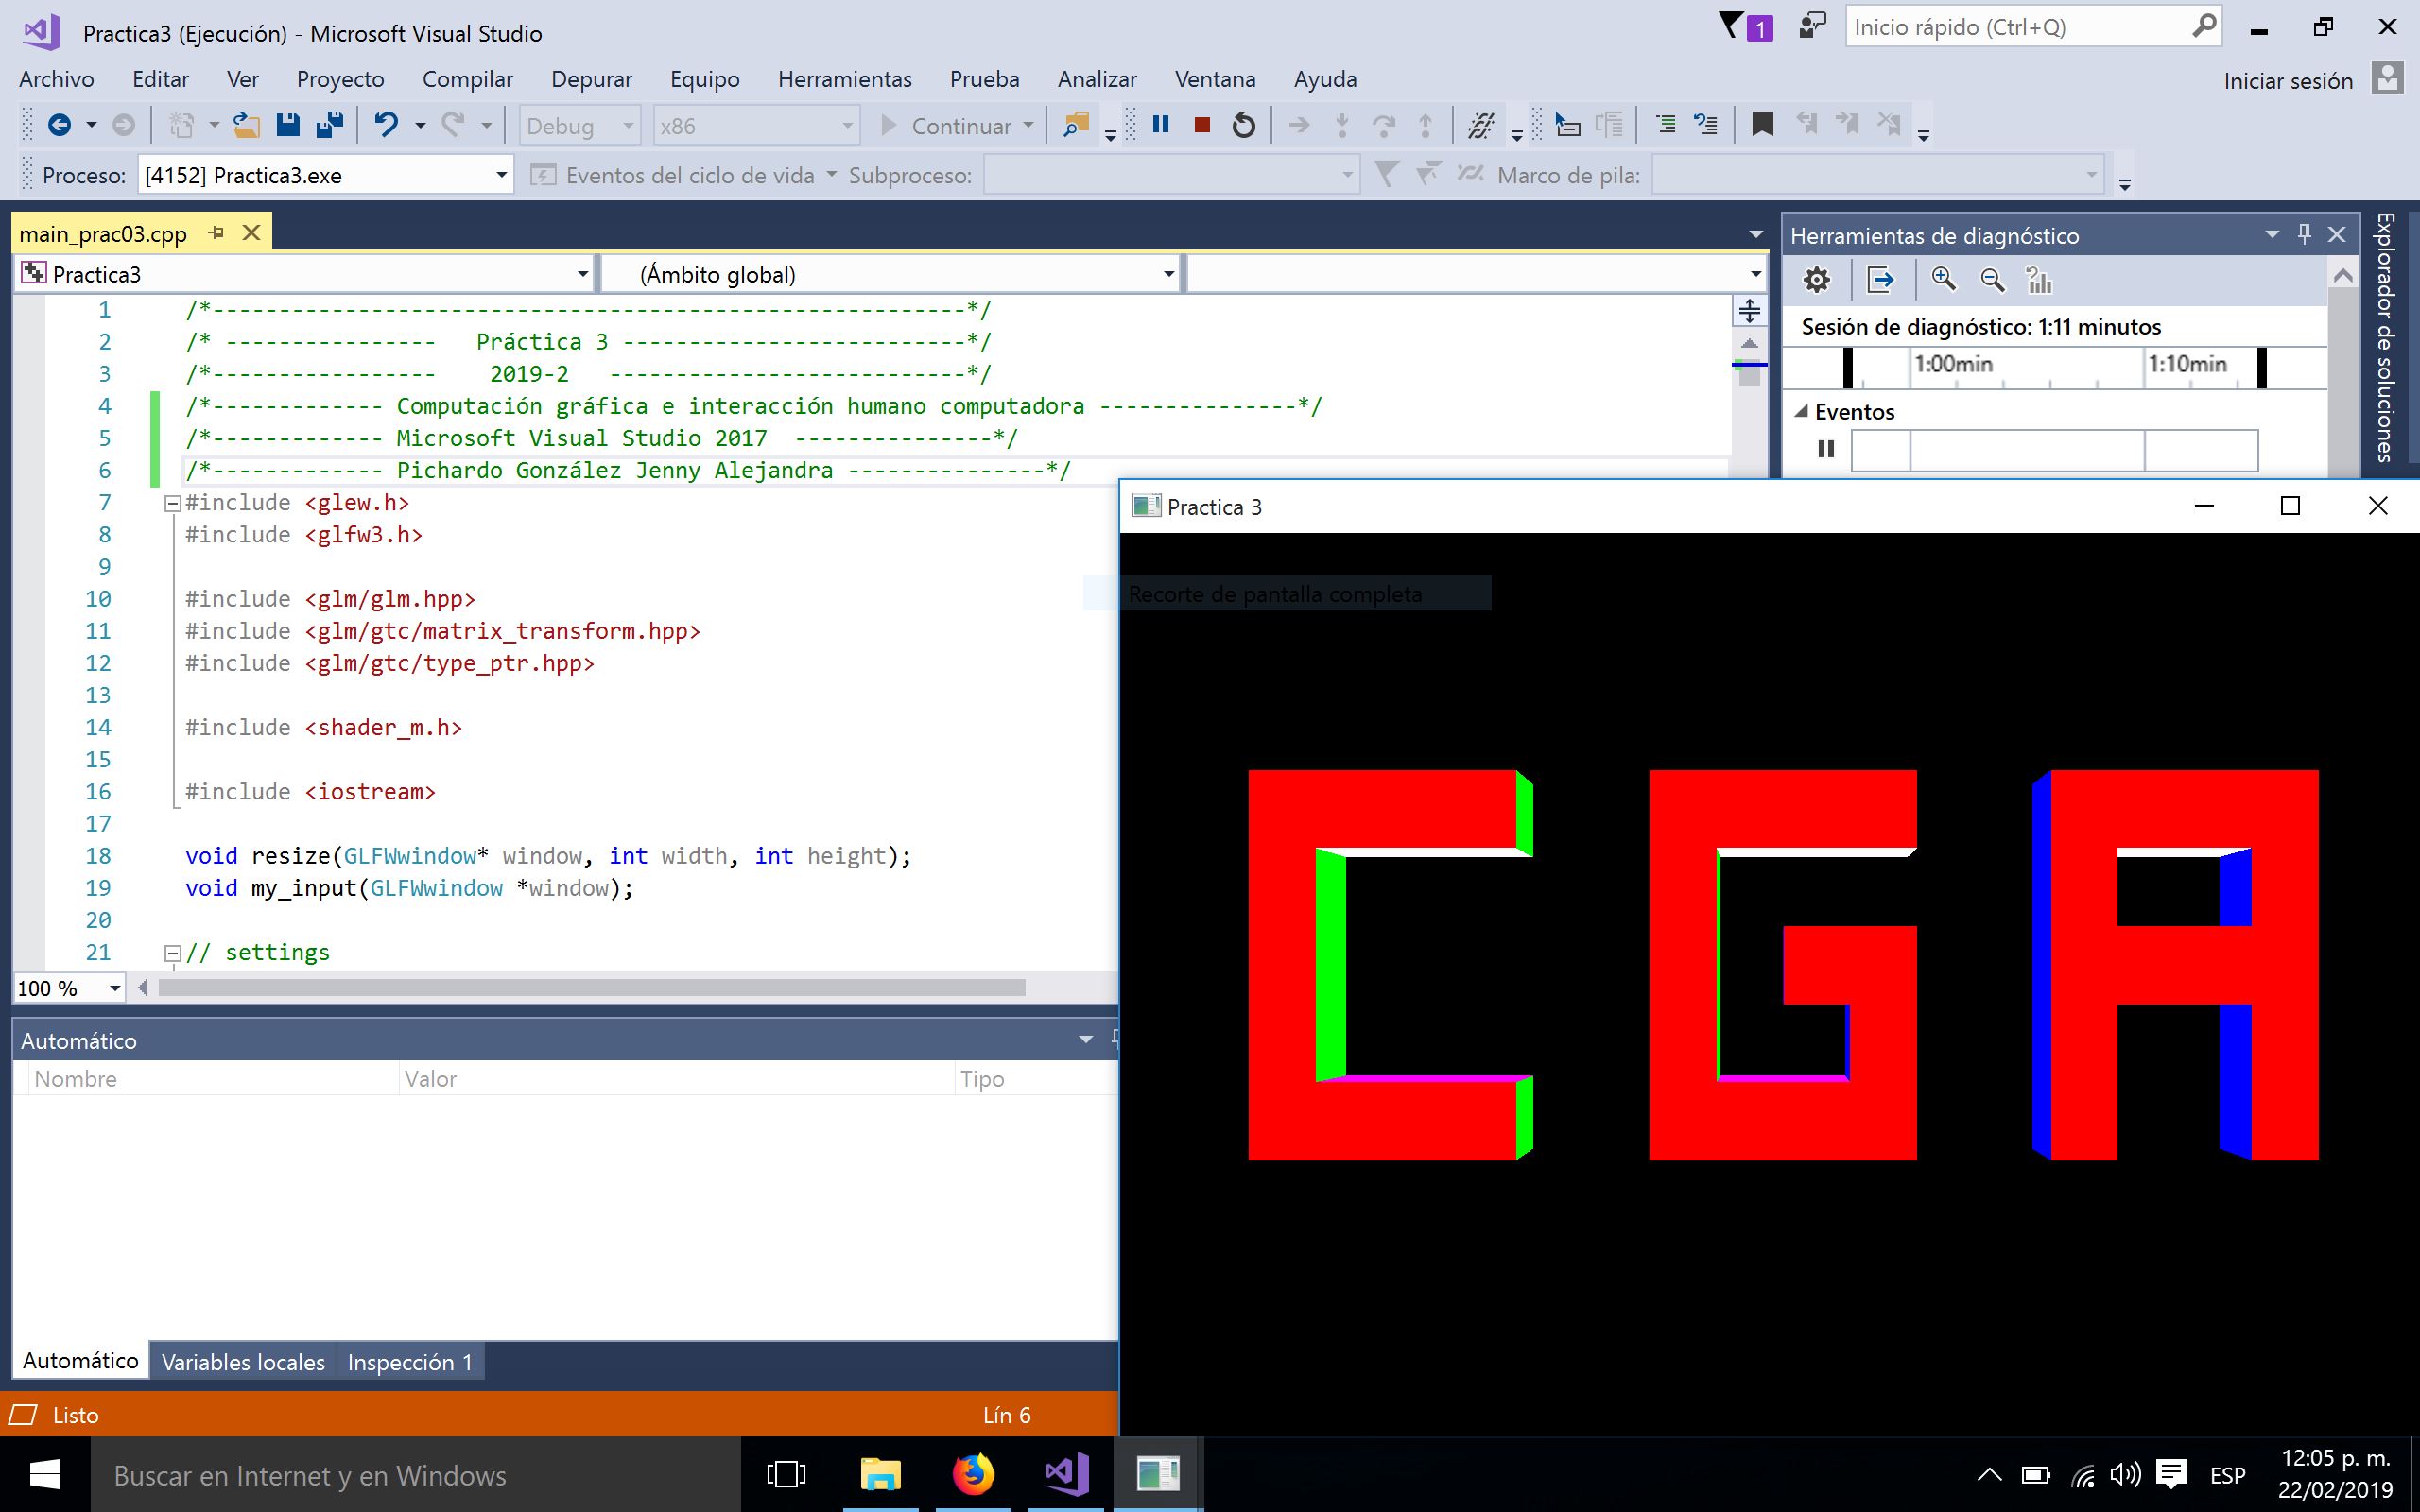 Practica3 (Ejecución) - Microsoft Visual Studio
1
Inicio rápido (Ctrl+Q)
Archivo Editar Ver Proyecto Compilar Depurar Equipo Herramientas Prueba Analizar Ventana Ayuda
Iniciar sesión
Debug x86 Continuar
Proceso: [4152] Practica3.exe Eventos del ciclo de vida Subproceso: Marco de pila:
main_prac03.cpp
Practica3 (Ámbito global)
1 /*---------------------------------------------------------*/
2 /* ---------------- Práctica 3 --------------------------*/
3 /*----------------- 2019-2 ---------------------------*/
4 /*------------- Computación gráfica e interacción humano computadora ---------------*/
5 /*------------- Microsoft Visual Studio 2017 ---------------*/
6 /*------------- Pichardo González Jenny Alejandra ---------------*/
7 #include <glew.h>
8 #include <glfw3.h>
9
10 #include <glm/glm.hpp>
11 #include <glm/gtc/matrix_transform.hpp>
12 #include <glm/gtc/type_ptr.hpp>
13
14 #include <shader_m.h>
15
16 #include <iostream>
17
18 void resize(GLFWwindow* window, int width, int height);
19 void my_input(GLFWwindow *window);
20
21 // settings
100 %
Herramientas de diagnóstico
Sesión de diagnóstico: 1:11 minutos
1:00min 1:10min
Eventos
Explorador de soluciones
Practica 3
Recorte de pantalla completa
CGA
Automático
Nombre Valor Tipo
Automático Variables locales Inspección 1
Listo Lín 6
Buscar en Internet y en Windows
ESP
12:05 p. m.
22/02/2019